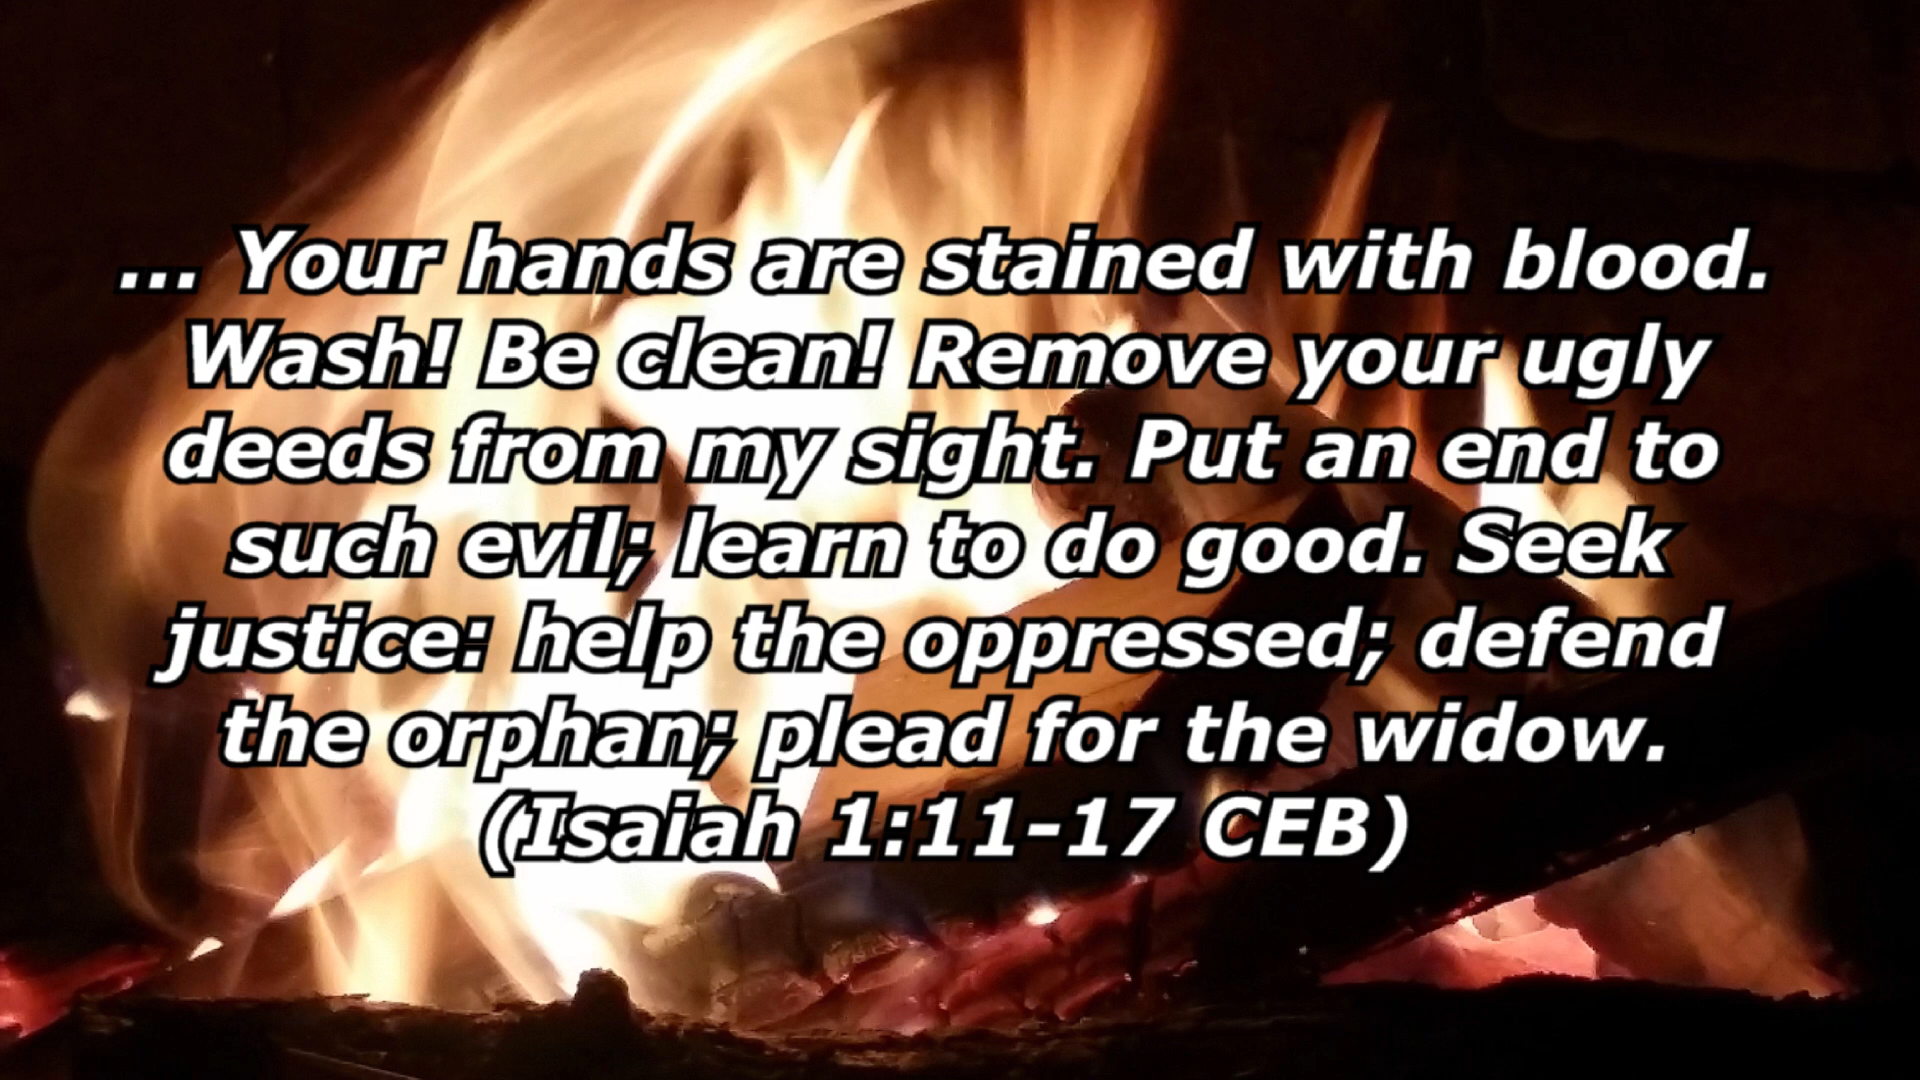 ... Your hands are stained with blood.
Wash! Be clean! Remove your ugly
deeds from my sight. Put an end to
such evil; learn to do good. Seek
justice: help the oppressed; defend
the orphan; plead for the widow.
(Isaiah 1:11-17 CEB)